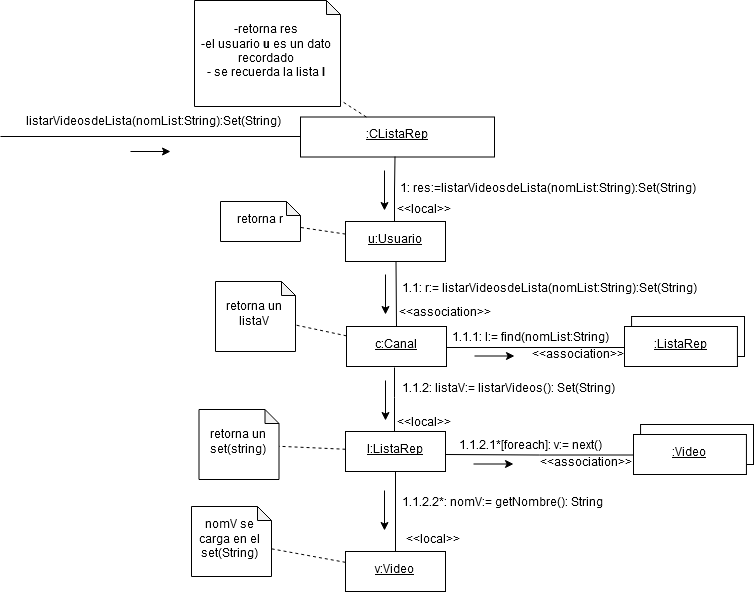 -retorna res
-el usuario u es un dato
recordado
- se recuerda la lista l
listarVideosdeLista(nomList:String):Set(String)
:CListaRep
1: res:=listarVideosdeLista(nomList:String):Set(String)
<<local>>
retorna r
u:Usuario
1.1: r:= listarVideosdeLista(nomList:String):Set(String)
<<association>>
retorna un
listaV
c:Canal
1.1.1: l:= find(nomList:String)
<<association>>
:ListaRep
1.1.2: listaV:= listarVideos(): Set(String)
<<local>>
retorna un
set(string)
l:ListaRep
1.1.2.1*[foreach]: v:= next()
<<association>>
:Video
1.1.2.2*: nomV:= getNombre(): String
nomV se
carga en el
set(String)
<<local>>
v:Video